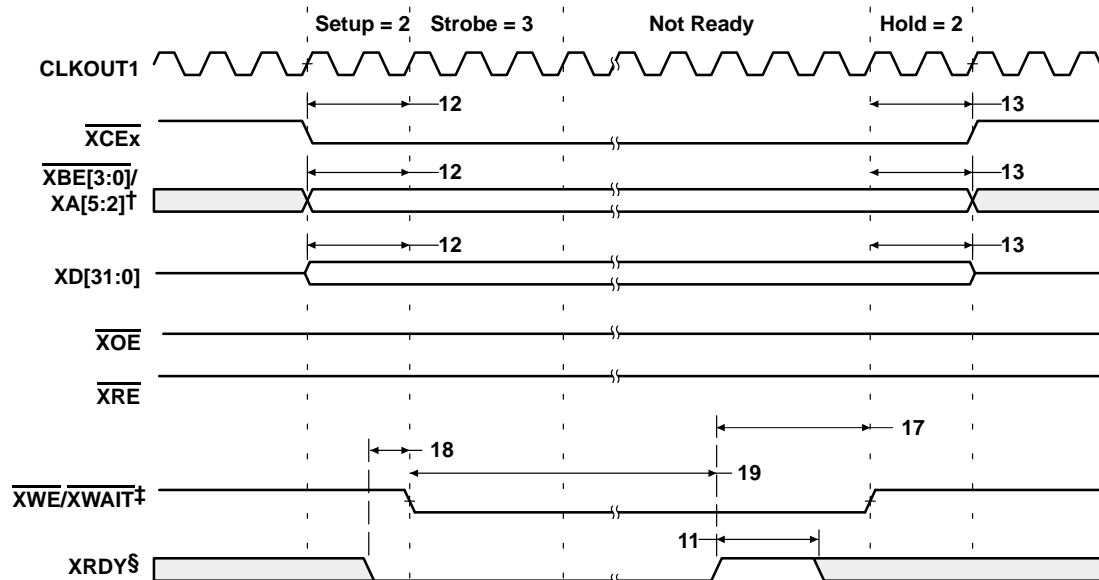 Setup = 2 Strobe = 3 Not Ready Hold = 2
CLKOUT1
12 13
XCEx
XBE[3:0]/
12 13
XA[5:2]†
12 13
XD[31:0]
XOE
XRE
17
18
19
XWE/XWAIT‡
11
XRDY§